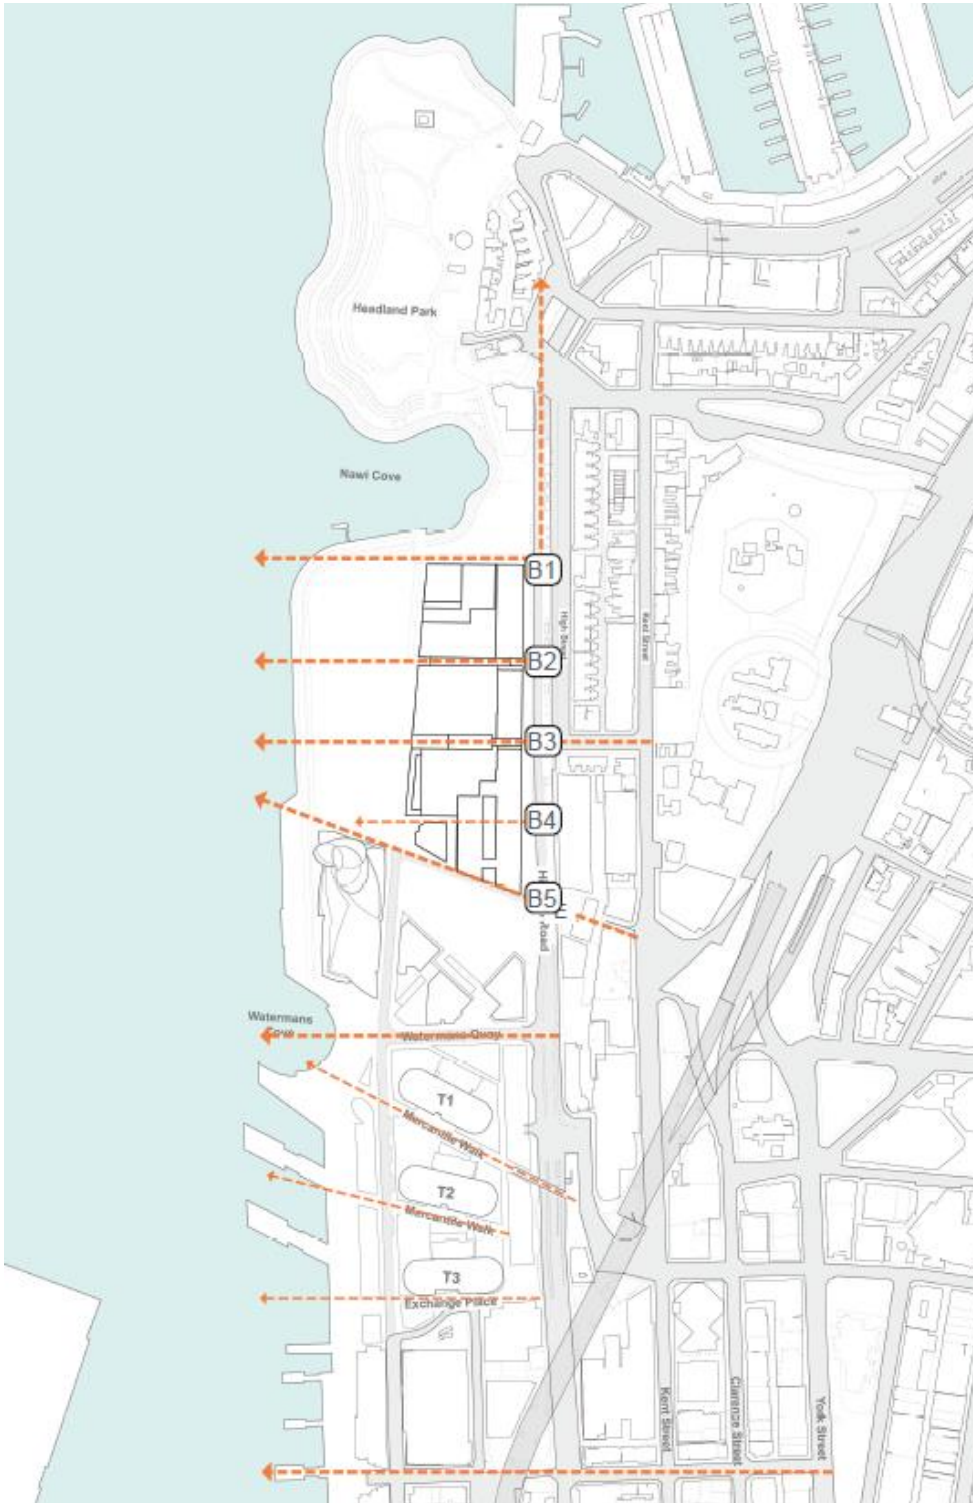 Headland Park
Nawi Cove
B1
High Street
Kent Street
B2
B3
B4
B5
Road
Watermans
Cove
Watermans Quay
T1
Mercantile Walk
T2
Mercantile Walk
T3
Exchange Place
Kent Street
Clarence Street
York Street